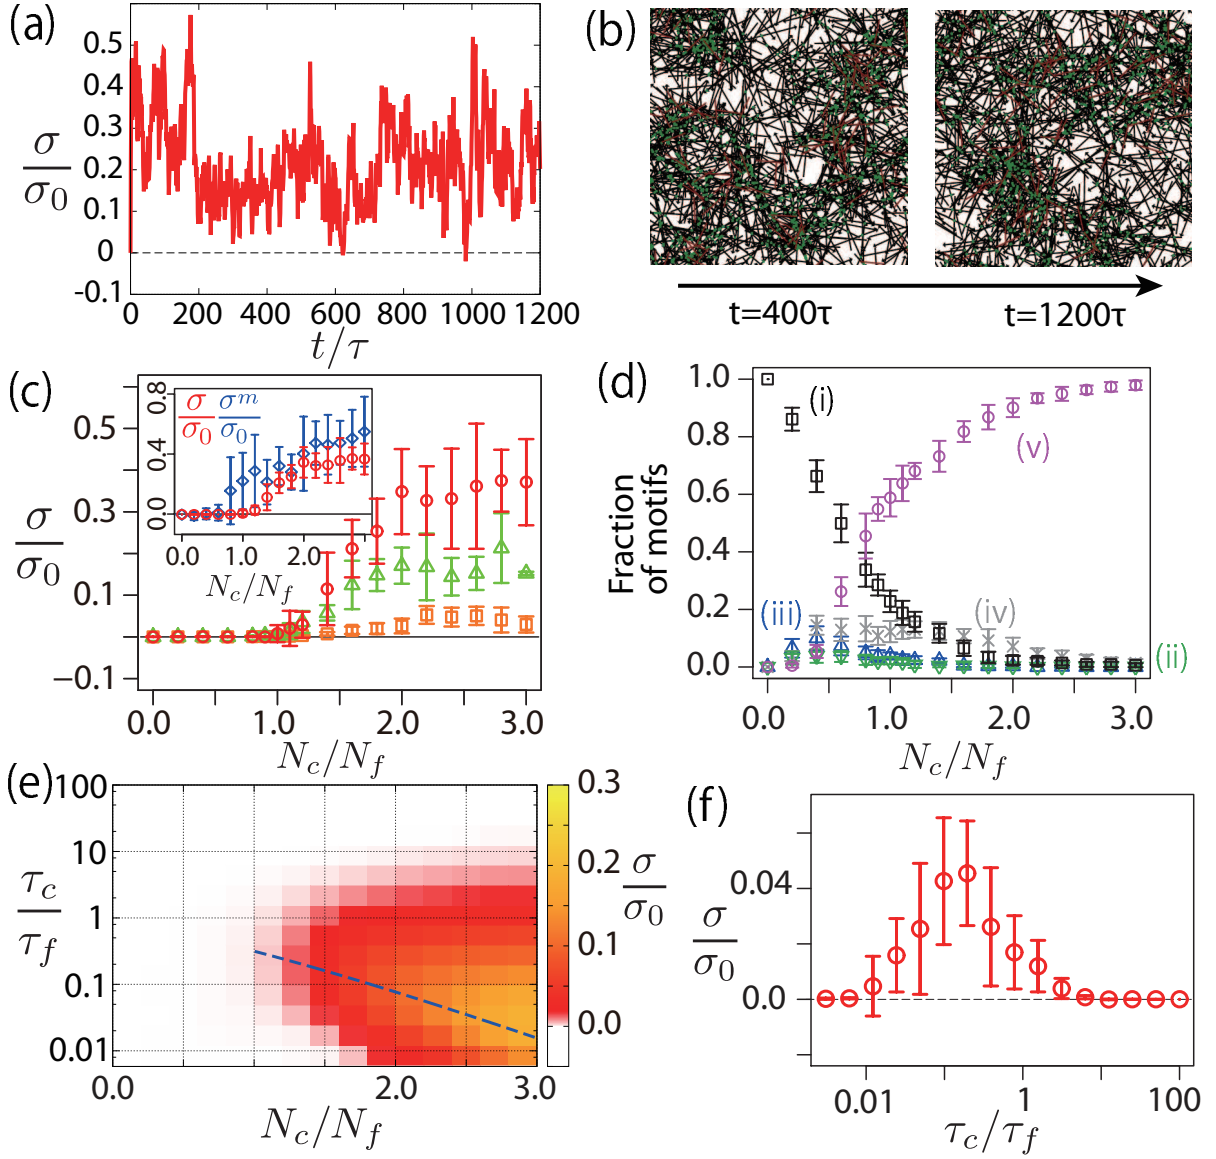 (a)
0.5
0.4
0.3
0.2
0.1
0
-0.1
σ/σ0
0 200 400 600 800 1000 1200
t/τ
(b)
t=400τ
t=1200τ
(c)
0.5
0.3
0.1
−0.1
σ/σ0
0.0 1.0 2.0 3.0
Nc/Nf
0.8
0.4
0.0
σ/σ0 σm/σ0
0.0 1.0 2.0
Nc/Nf
(d)
1.0
0.8
0.6
0.4
0.2
0.0
Fraction
of motifs
(i)
(v)
(iii)
(iv)
(ii)
0.0 1.0 2.0 3.0
Nc/Nf
(e)
100
10
1
0.1
0.01
τc/τf
0.0 2.0 3.0
Nc/Nf
0.3
0.2
0.1
0.0
σ/σ0
(f)
0.04
0.0
σ/σ0
0.01 1 100
τc/τf